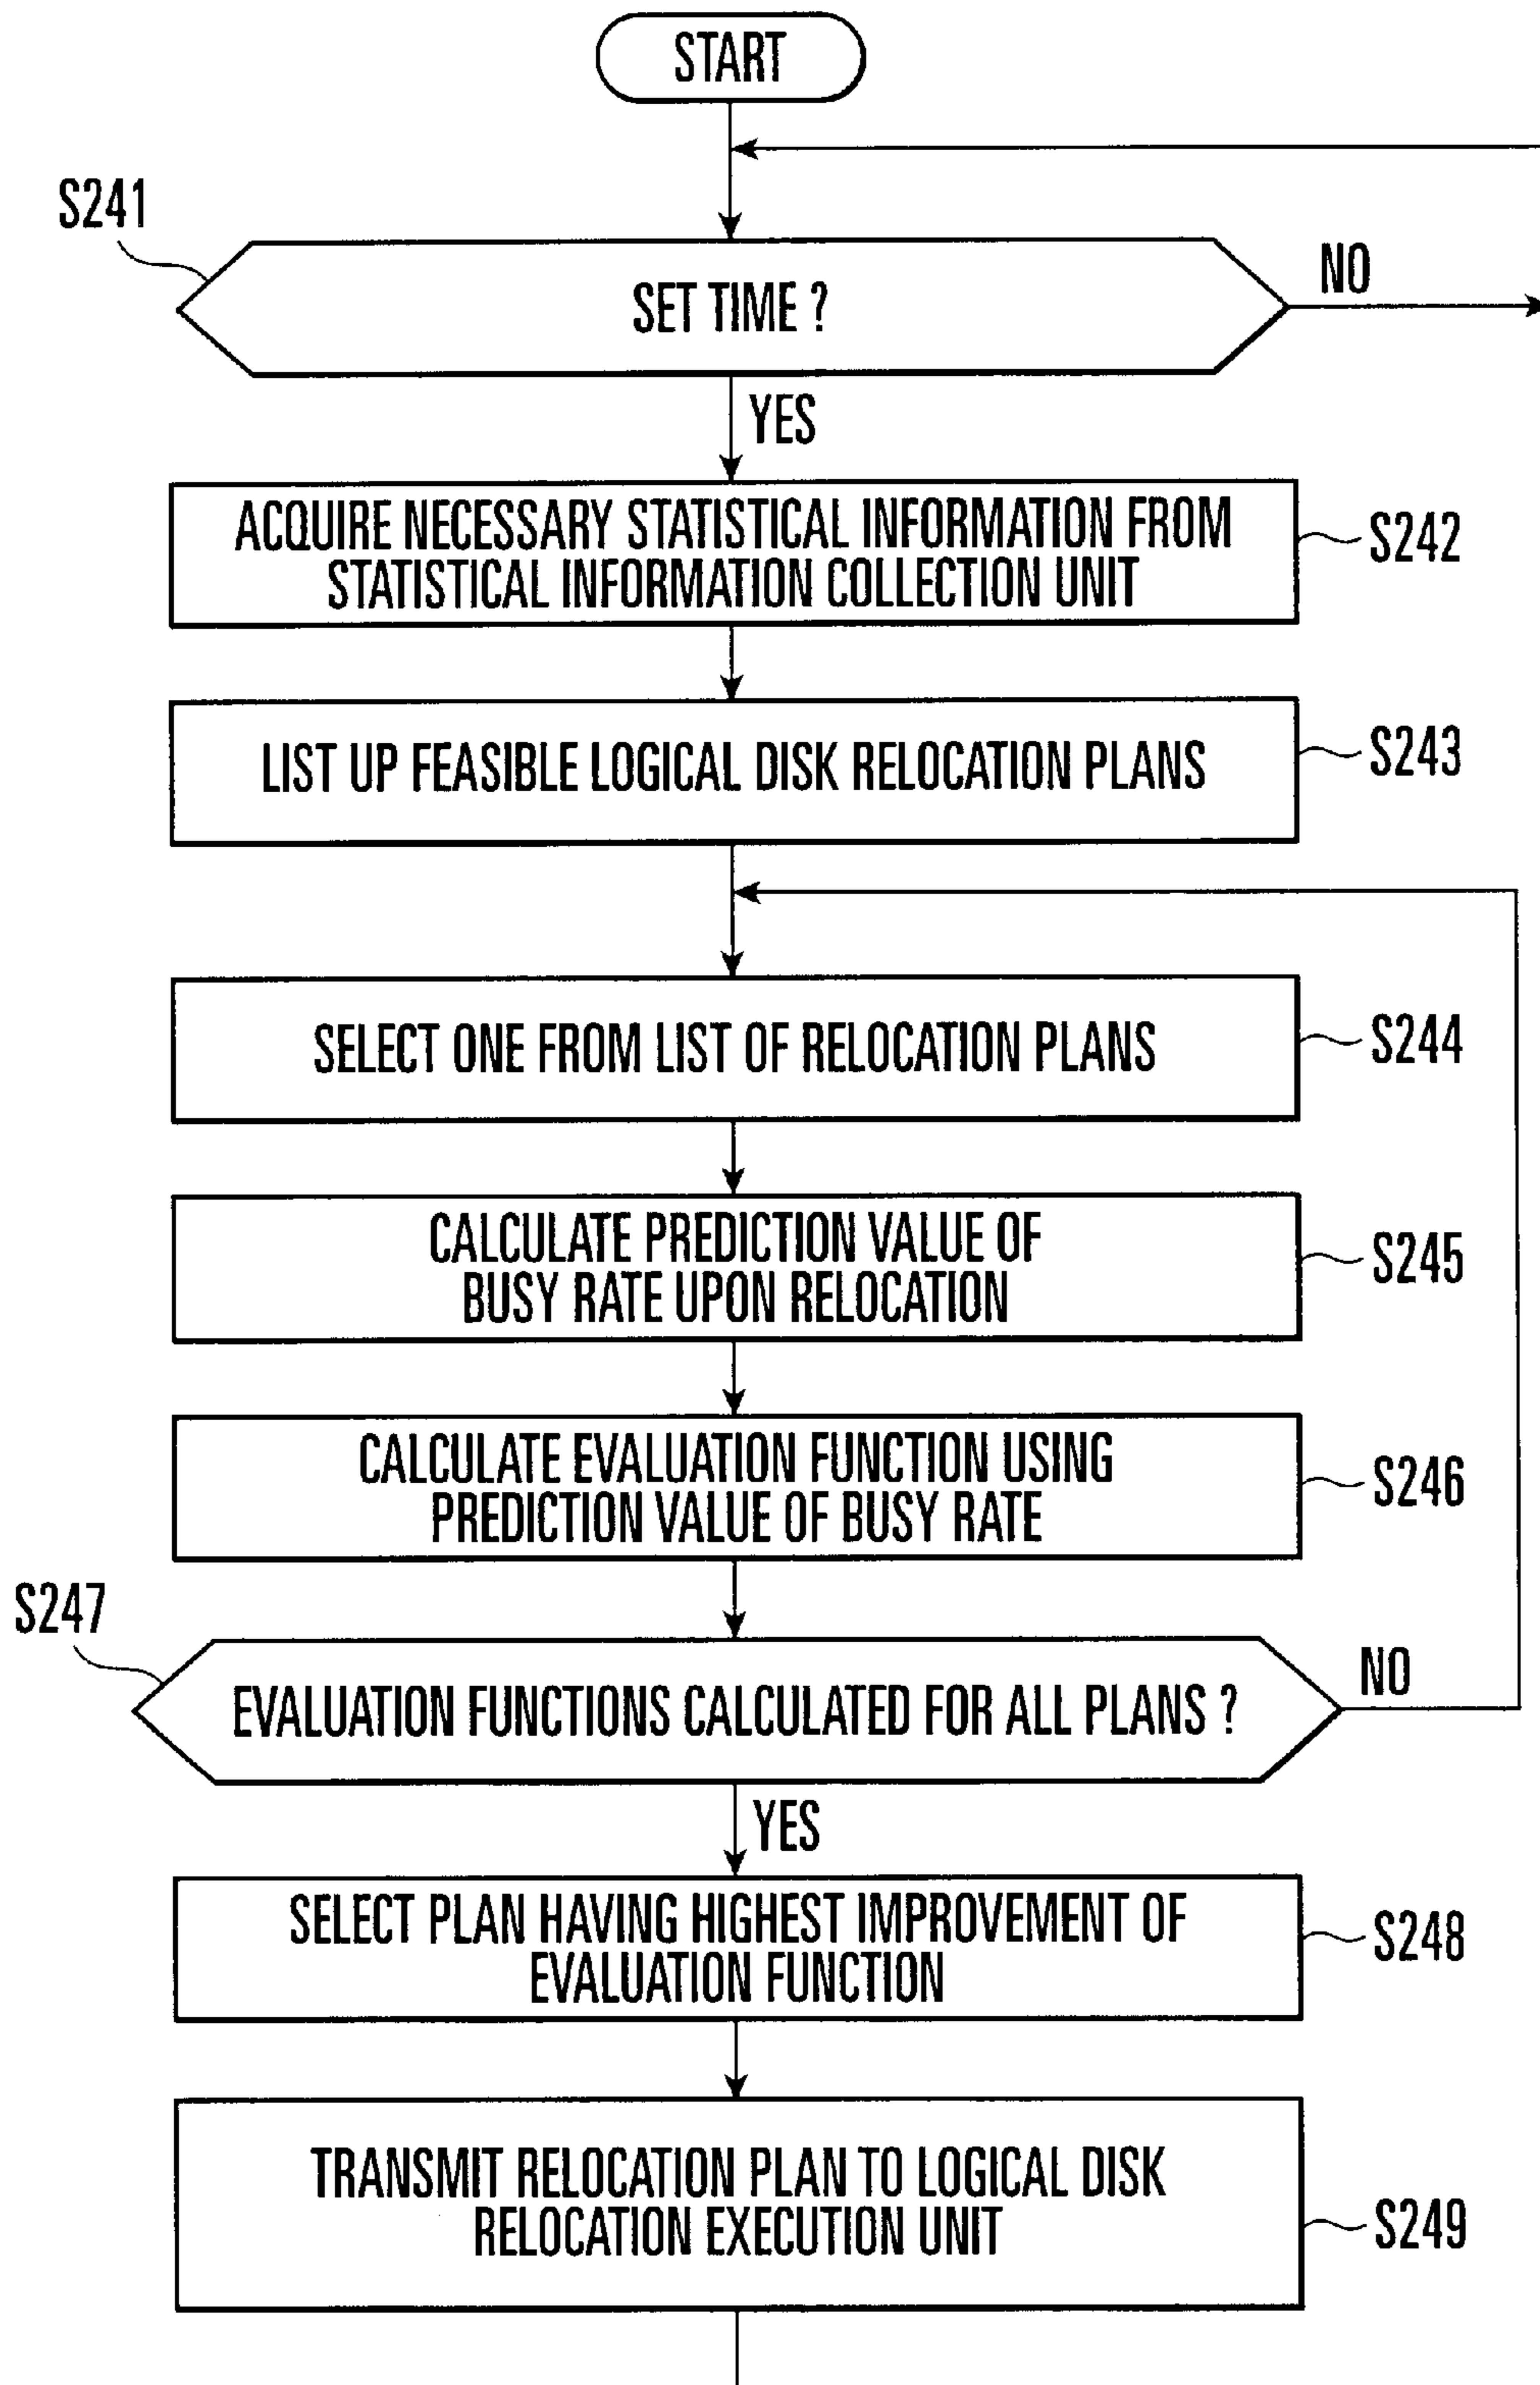 START
S241
SET TIME ?
NO
YES
ACQUIRE NECESSARY STATISTICAL INFORMATION FROM
STATISTICAL INFORMATION COLLECTION UNIT
S242
LIST UP FEASIBLE LOGICAL DISK RELOCATION PLANS
S243
SELECT ONE FROM LIST OF RELOCATION PLANS
S244
CALCULATE PREDICTION VALUE OF
BUSY RATE UPON RELOCATION
S245
CALCULATE EVALUATION FUNCTION USING
PREDICTION VALUE OF BUSY RATE
S246
S247
EVALUATION FUNCTIONS CALCULATED FOR ALL PLANS ?
NO
YES
SELECT PLAN HAVING HIGHEST IMPROVEMENT OF
EVALUATION FUNCTION
S248
TRANSMIT RELOCATION PLAN TO LOGICAL DISK
RELOCATION EXECUTION UNIT
S249